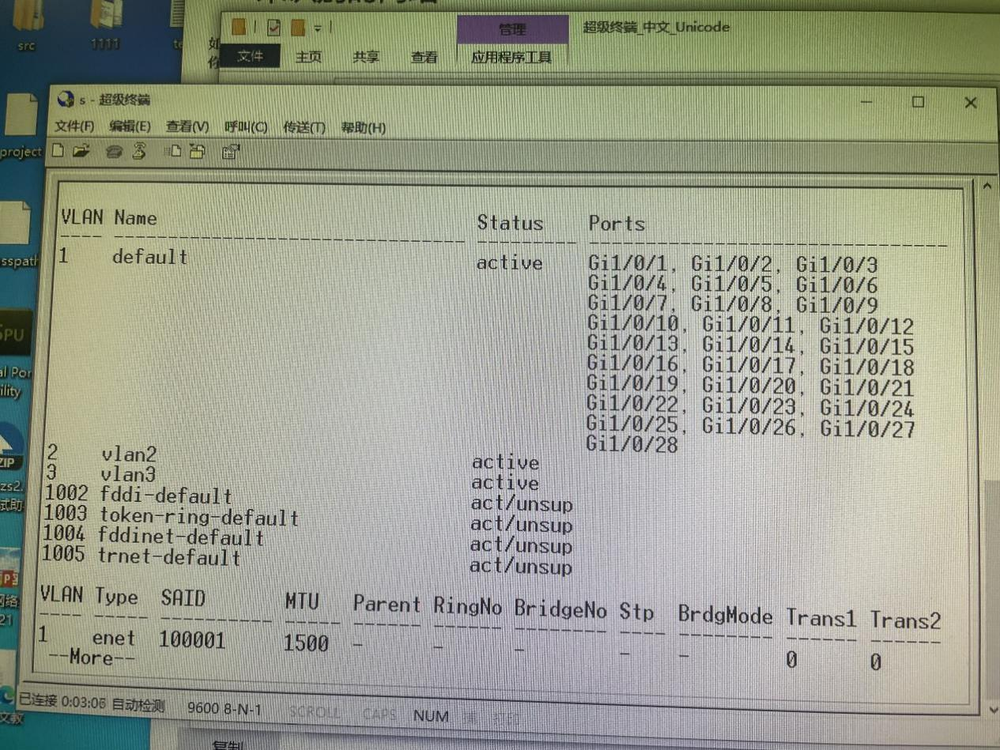 src
1111
管理
超级终端_中文_Unicode
如
文件 主页 共享 查看 应用程序工具
s - 超级终端
文件(F) 编辑(E) 查看(V) 呼叫(C) 传送(T) 帮助(H)
project
VLAN Name Status Ports
---- -------------------------------- --------- -------------------------------
1 default active Gi1/0/1, Gi1/0/2, Gi1/0/3
Gi1/0/4, Gi1/0/5, Gi1/0/6
Gi1/0/7, Gi1/0/8, Gi1/0/9
Gi1/0/10, Gi1/0/11, Gi1/0/12
Gi1/0/13, Gi1/0/14, Gi1/0/15
Gi1/0/16, Gi1/0/17, Gi1/0/18
Gi1/0/19, Gi1/0/20, Gi1/0/21
Gi1/0/22, Gi1/0/23, Gi1/0/24
Gi1/0/25, Gi1/0/26, Gi1/0/27
Gi1/0/28
2 vlan2 active
3 vlan3 active
1002 fddi-default act/unsup
1003 token-ring-default act/unsup
1004 fddinet-default act/unsup
1005 trnet-default act/unsup
VLAN Type SAID MTU Parent RingNo BridgeNo Stp BrdgMode Trans1 Trans2
---- ----- ---------- ----- ------ ------ -------- ---- -------- ------ ------
1 enet 100001 1500 - - - - - 0 0
--More--
sspath
PU
al Por
ility
ZIP
zs2.
试助
网络
21
文教
已连接 0:03:06 自动检测 9600 8-N-1 SCROLL CAPS NUM 捕 打印
复制